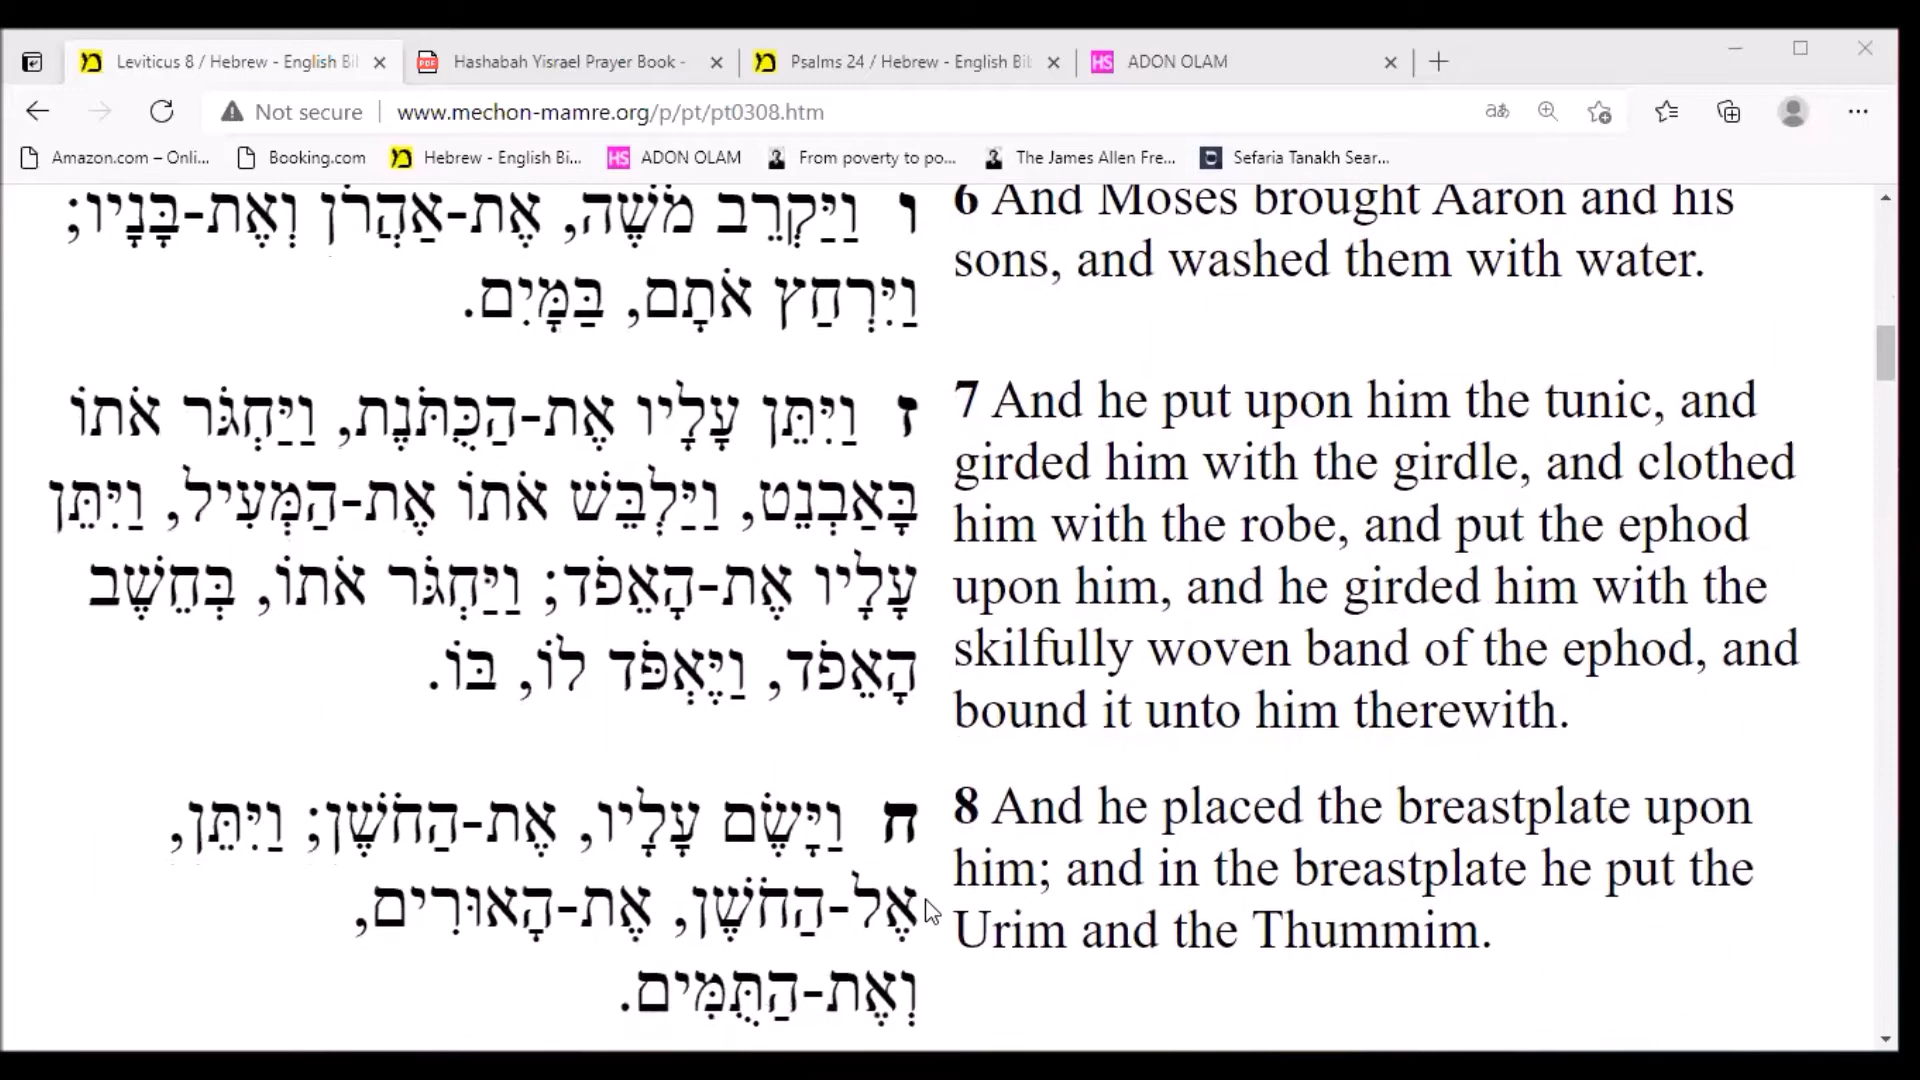 Leviticus 8 / Hebrew - English Bi
Hashabah Yisrael Prayer Book -
Psalms 24 / Hebrew - English Bi
ADON OLAM
Not secure
www.mechon-mamre.org/p/pt/pt0308.htm
Amazon.com – Onli...
Booking.com
Hebrew - English Bi...
ADON OLAM
From poverty to po...
The James Allen Fre...
Sefaria Tanakh Sear...
ו וַיַּקְרֵב מֹשֶׁה, אֶת-אַהֲרֹן וְאֶת-בָּנָיו;
וַיִּרְחַץ אֹתָם, בַּמָּיִם.
6 And Moses brought Aaron and his
sons, and washed them with water.
ז וַיִּתֵּן עָלָיו אֶת-הַכֻּתֹּנֶת, וַיַּחְגֹּר אֹתוֹ
בָּאַבְנֵט, וַיַּלְבֵּשׁ אֹתוֹ אֶת-הַמְּעִיל, וַיִּתֵּן
עָלָיו אֶת-הָאֵפֹד; וַיַּחְגֹּר אֹתוֹ, בְּחֵשֶׁב
הָאֵפֹד, וַיֶּאְפֹּד לוֹ, בּוֹ.
7 And he put upon him the tunic, and
girded him with the girdle, and clothed
him with the robe, and put the ephod
upon him, and he girded him with the
skilfully woven band of the ephod, and
bound it unto him therewith.
ח וַיָּשֶׂם עָלָיו, אֶת-הַחֹשֶׁן; וַיִּתֵּן,
אֶל-הַחֹשֶׁן, אֶת-הָאוּרִים,
וְאֶת-הַתֻּמִּים.
8 And he placed the breastplate upon
him; and in the breastplate he put the
Urim and the Thummim.